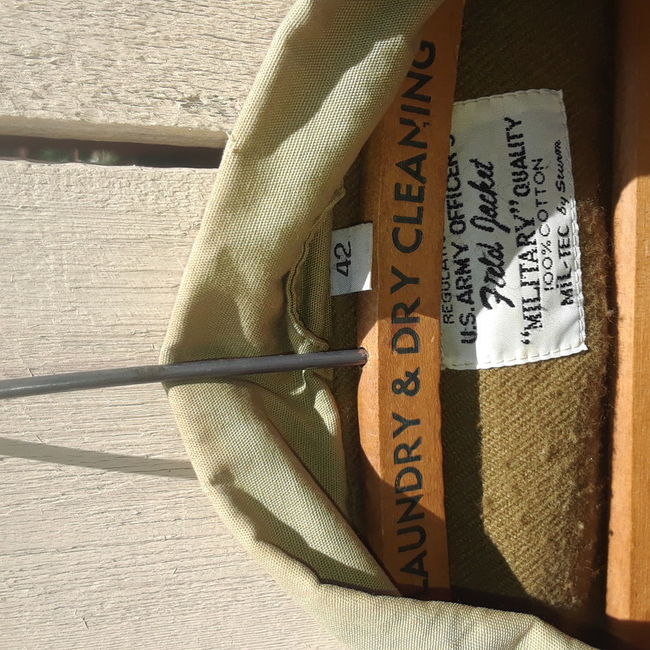 LAUNDRY & DRY CLEANING
42
U.S. ARMY OFFICER'S
Field Jacket
"MILITARY" QUALITY
100% COTTON
MIL-TEC by Sturm